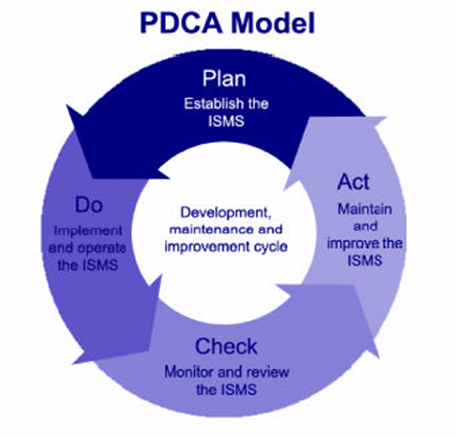 PDCA Model
Plan
Establish the
ISMS
Do
Implement
and operate
the ISMS
Development,
maintenance and
improvement cycle
Act
Maintain
and
improve the
ISMS
Check
Monitor and review
the ISMS